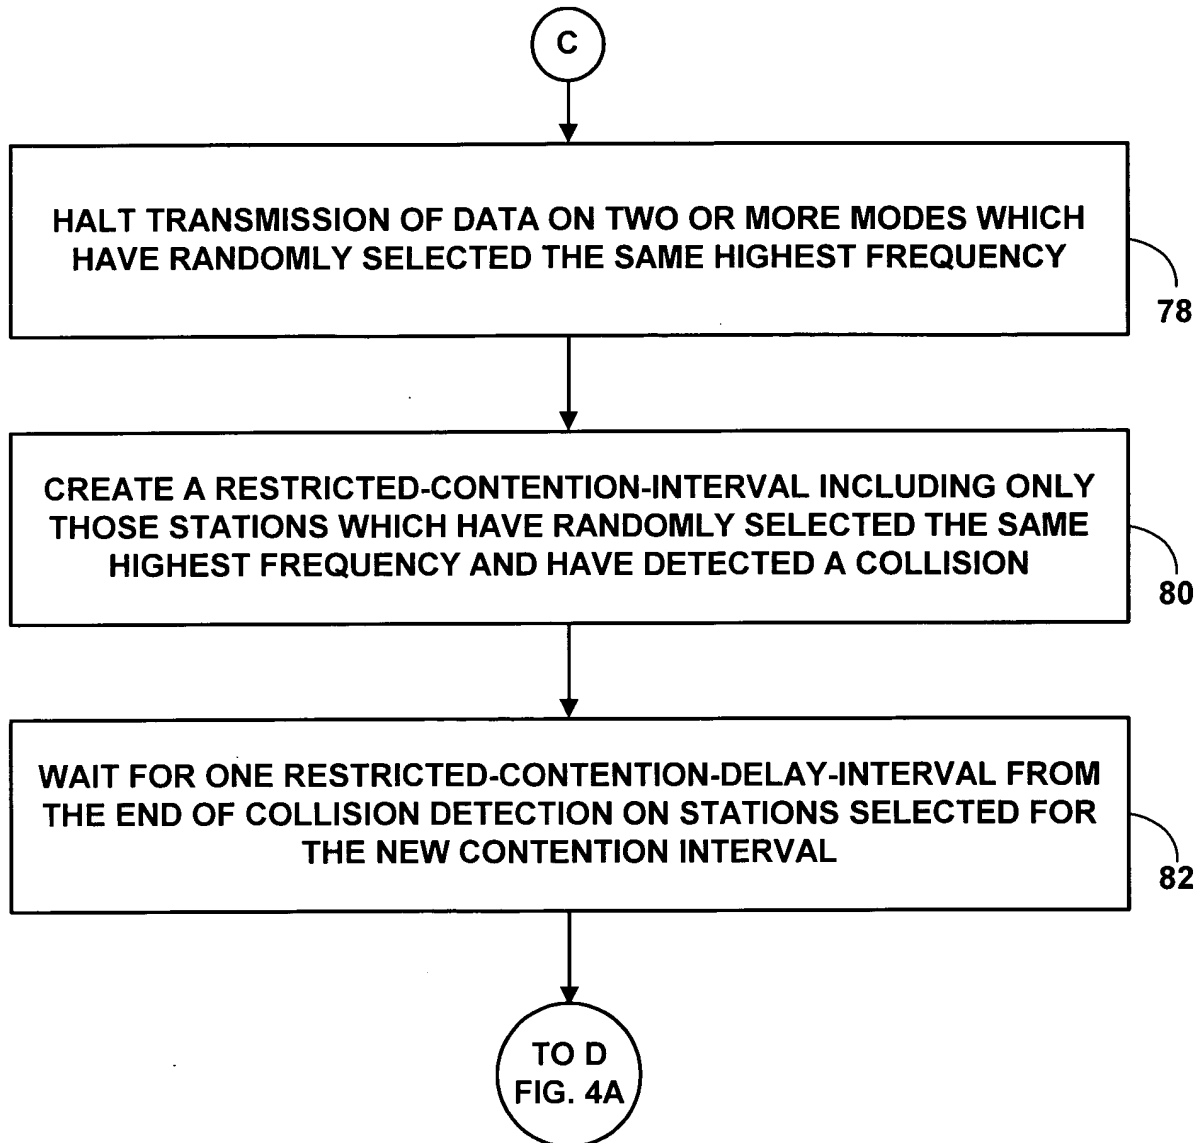 C
HALT TRANSMISSION OF DATA ON TWO OR MORE MODES WHICH
HAVE RANDOMLY SELECTED THE SAME HIGHEST FREQUENCY
78
CREATE A RESTRICTED-CONTENTION-INTERVAL INCLUDING ONLY
THOSE STATIONS WHICH HAVE RANDOMLY SELECTED THE SAME
HIGHEST FREQUENCY AND HAVE DETECTED A COLLISION
80
WAIT FOR ONE RESTRICTED-CONTENTION-DELAY-INTERVAL FROM
THE END OF COLLISION DETECTION ON STATIONS SELECTED FOR
THE NEW CONTENTION INTERVAL
82
TO D
FIG. 4A